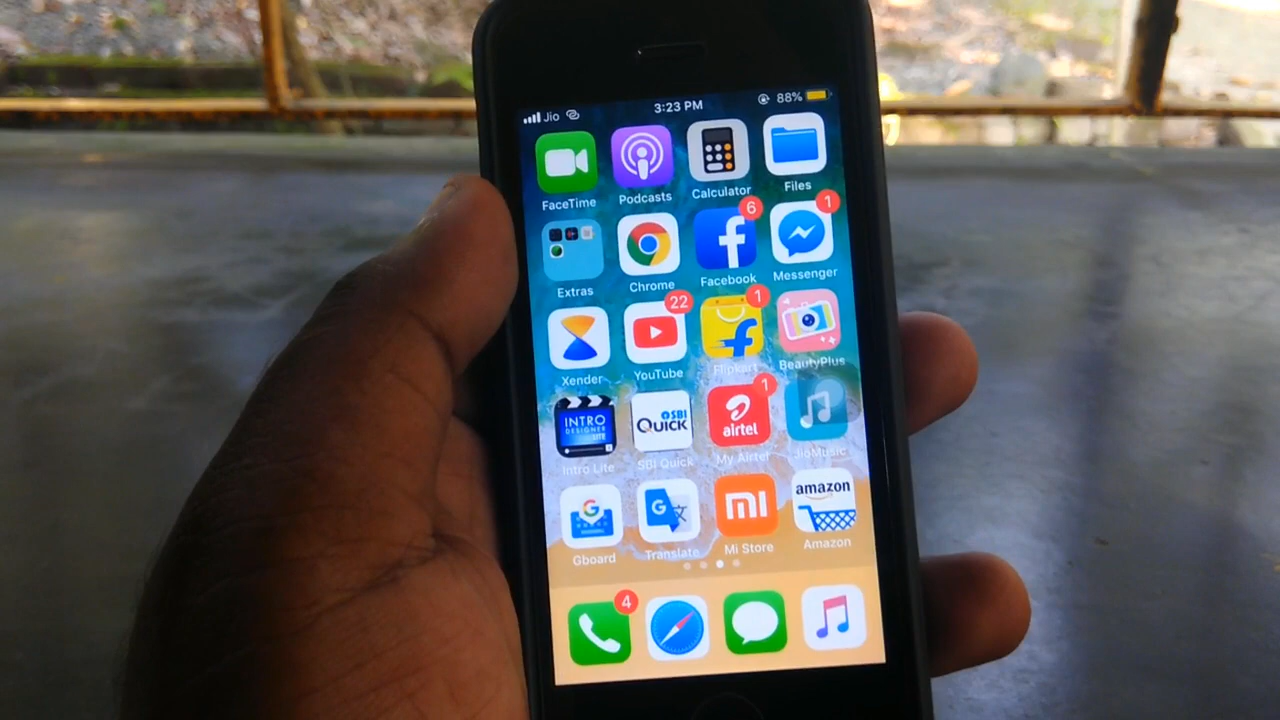 Jio 3:23 PM 88%
FaceTime Podcasts Calculator Files
6 1
Extras Chrome Facebook Messenger
22 1
Xender YouTube Flipkart BeautyPlus
INTRO DESIGNER LITE
SBI QUICK
airtel
1
Intro Lite SBI Quick My Airtel JioMusic
G
G
mi
amazon
Gboard Translate Mi Store Amazon
4